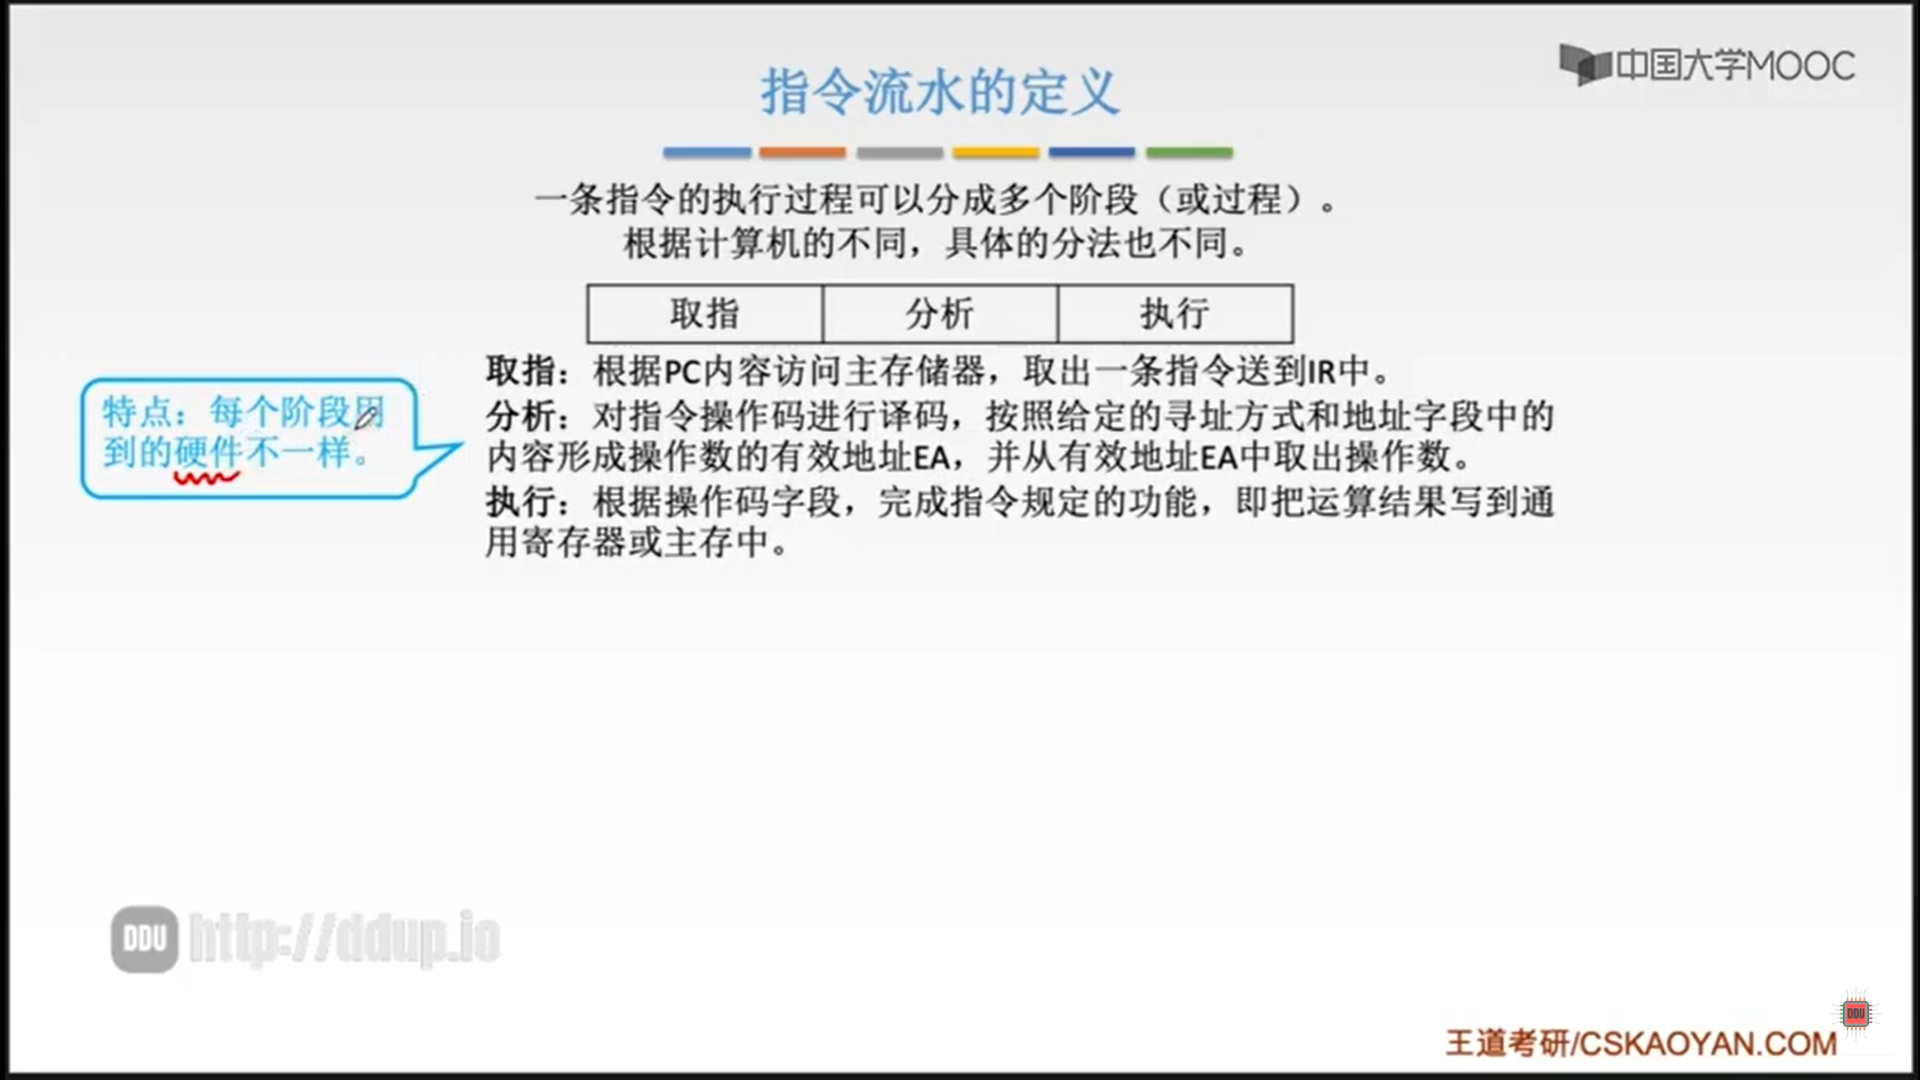 中国大学MOOC
指令流水的定义
一条指令的执行过程可以分成多个阶段（或过程）。
根据计算机的不同，具体的分法也不同。
取指 分析 执行
取指：根据PC内容访问主存储器，取出一条指令送到IR中。
特点：每个阶段用
到的硬件不一样。
分析：对指令操作码进行译码，按照给定的寻址方式和地址字段中的
内容形成操作数的有效地址EA，并从有效地址EA中取出操作数。
执行：根据操作码字段，完成指令规定的功能，即把运算结果写到通
用寄存器或主存中。
DDU http://ddup.io
DDU
王道考研/CSKAOYAN.COM